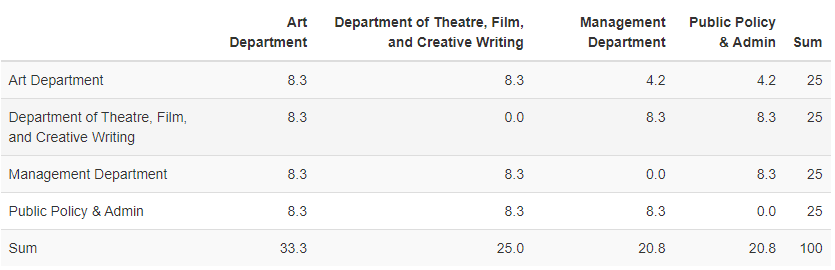 Art Department of Theatre, Film, Management Public Policy
Department and Creative Writing Department & Admin Sum
Art Department 8.3 8.3 4.2 4.2 25
Department of Theatre, Film, 8.3 0.0 8.3 8.3 25
and Creative Writing
Management Department 8.3 8.3 0.0 8.3 25
Public Policy & Admin 8.3 8.3 8.3 0.0 25
Sum 33.3 25.0 20.8 20.8 100